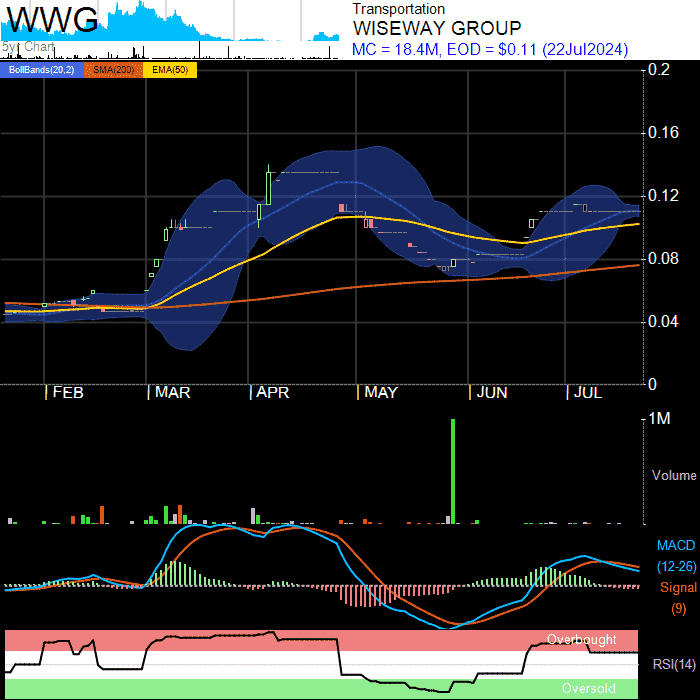 WWG
5yr Chart
Transportation
WISEWAY GROUP
MC = 18.4M, EOD = $0.11 (22Jul2024)
BollBands(20,2) SMA(200) EMA(50)
0.2
0.16
0.12
0.08
0.04
0
FEB MAR APR MAY JUN JUL
1M
Volume
MACD
(12-26)
Signal
(9)
Overbought
RSI(14)
Oversold